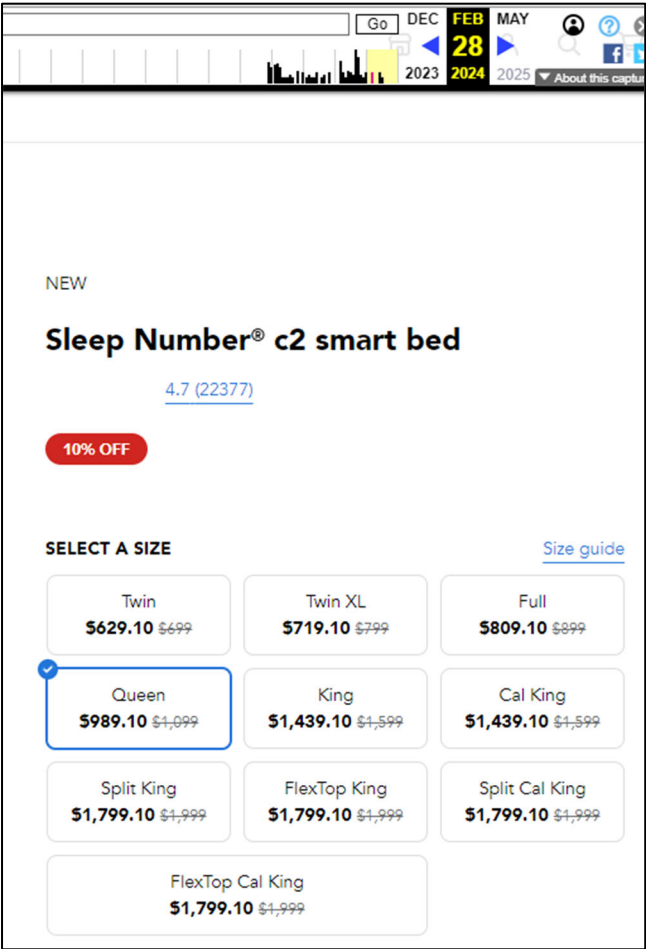 Go DEC FEB MAY
28
2023 2024 2025 About this captur
NEW
Sleep Number® c2 smart bed
4.7 (22377)
10% OFF
SELECT A SIZE Size guide
Twin Twin XL Full
$629.10 $699 $719.10 $799 $809.10 $899
Queen King Cal King
$989.10 $1,099 $1,439.10 $1,599 $1,439.10 $1,599
Split King FlexTop King Split Cal King
$1,799.10 $1,999 $1,799.10 $1,999 $1,799.10 $1,999
FlexTop Cal King
$1,799.10 $1,999